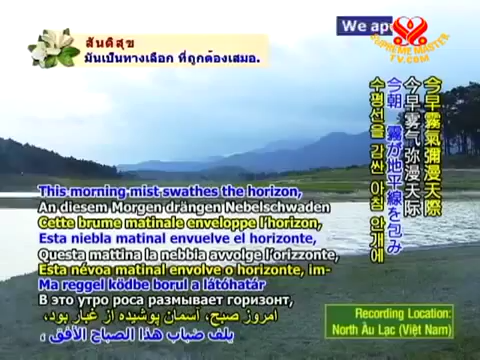 สันติสุข
มันเป็นทางเลือก ที่ถูกต้องเสมอ.
We apo
SUPREME MASTER
TV.COM
今早霧氣彌漫天際
今早雾气弥漫天际
今朝、霧が地平線を包み
수평선을 감싼 아침 안개에
This morning mist swathes the horizon,
An diesem Morgen drängen Nebelschwaden
Cette brume matinale enveloppe l'horizon,
Esta niebla matinal envuelve el horizonte,
Questa mattina la nebbia avvolge l'orizzonte,
Esta névoa matinal envolve o horizonte, im-
Ma reggel ködbe borul a látóhatár
В это утро роса размывает горизонт,
امروز صبح، آسمان پوشیده از غبار بود،
يلف ضباب هذا الصباح الأفق ،
Recording Location:
North Âu Lạc (Việt Nam)